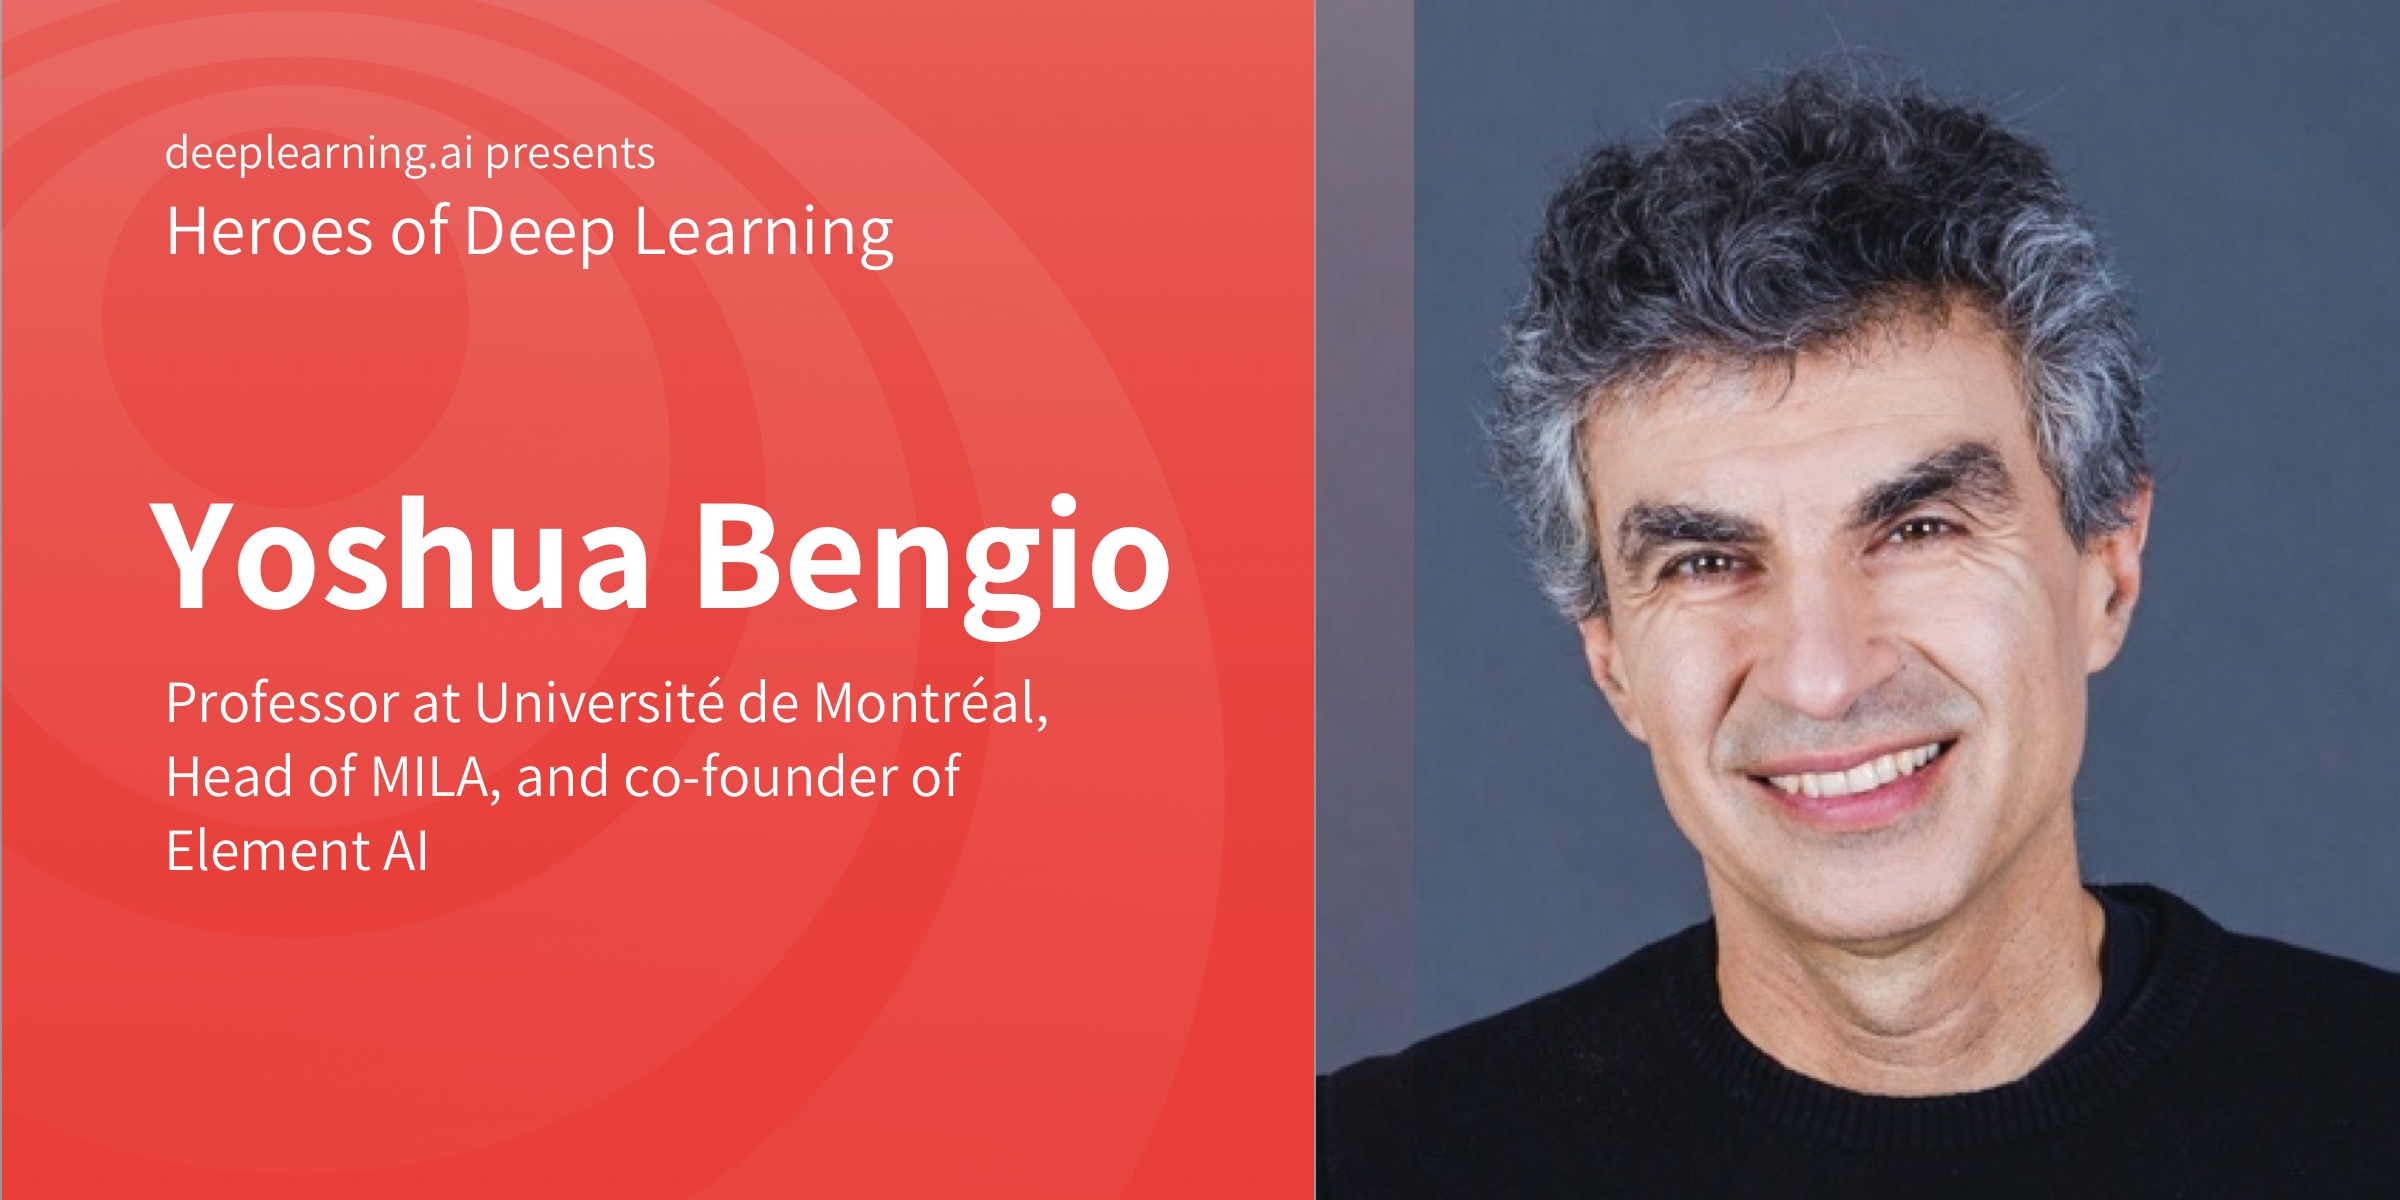 deeplearning.ai presents
Heroes of Deep Learning
Yoshua Bengio
Professor at Université de Montréal,
Head of MILA, and co-founder of
Element AI